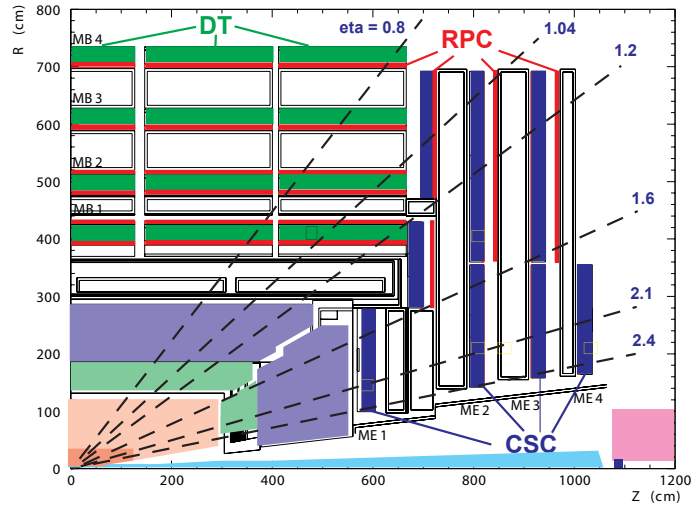 R (cm)
800
700
600
500
400
300
200
100
0
MB 4
MB 3
MB 2
MB 1
DT
eta = 0.8
RPC
1.04
1.2
1.6
2.1
2.4
ME 1
ME 2
ME 3
ME 4
CSC
0
200
400
600
800
1000
1200
Z (cm)